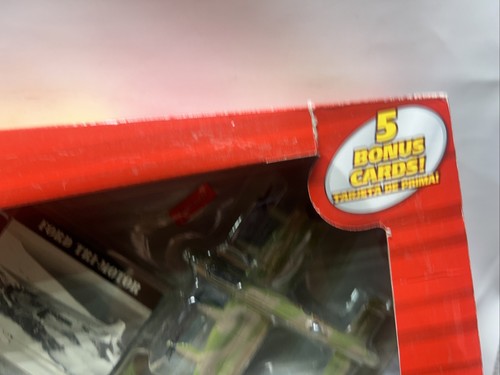 5
BONUS
CARDS!
TARJETA DE PRIMA!
FORD TRI-MOTOR